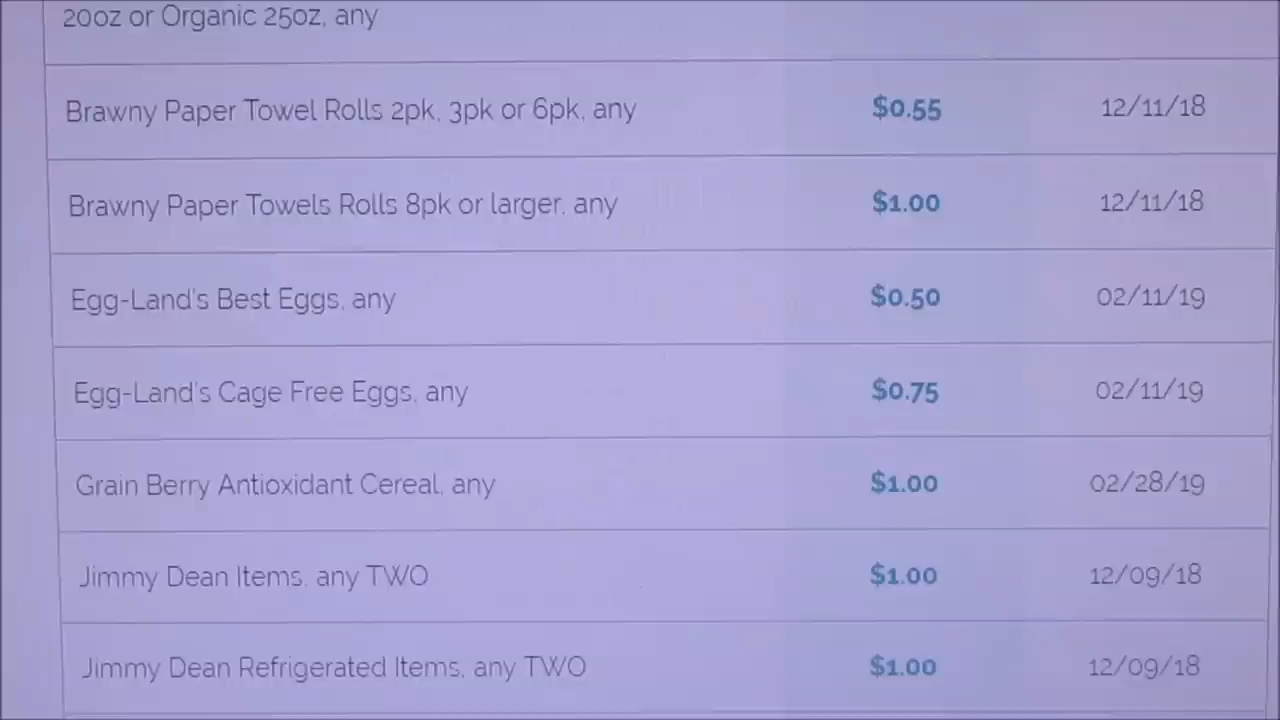 20oz or Organic 25oz, any
Brawny Paper Towel Rolls 2pk, 3pk or 6pk, any $0.55 12/11/18
Brawny Paper Towels Rolls 8pk or larger, any $1.00 12/11/18
Egg-Land's Best Eggs, any $0.50 02/11/19
Egg-Land's Cage Free Eggs, any $0.75 02/11/19
Grain Berry Antioxidant Cereal, any $1.00 02/28/19
Jimmy Dean Items, any TWO $1.00 12/09/18
Jimmy Dean Refrigerated Items, any TWO $1.00 12/09/18